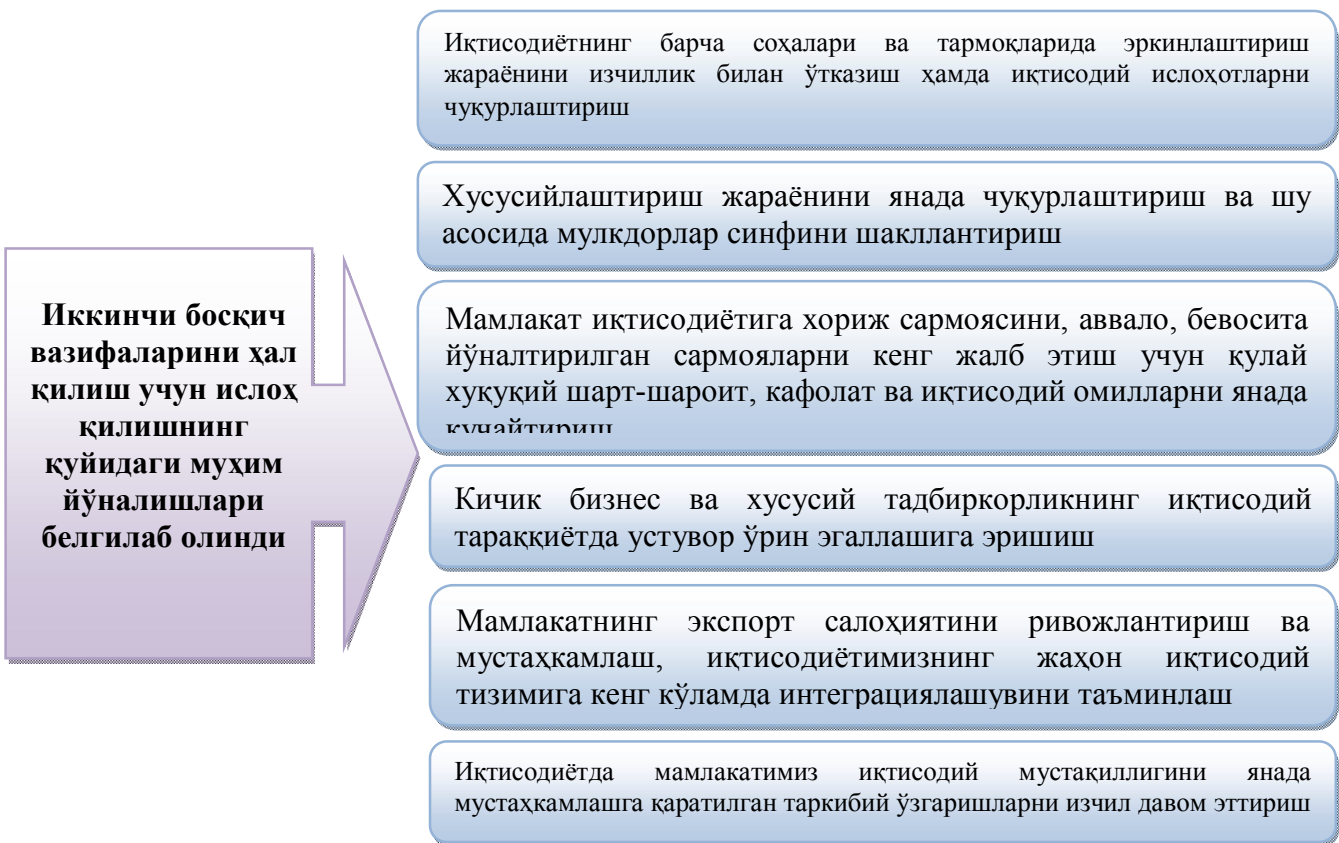 Иккинчи босқич
вазифаларини ҳал
қилиш учун ислоҳ
қилишнинг
қуйидаги муҳим
йўналишлари
белгилаб олинди
Иқтисодиётнинг барча соҳалари ва тармоқларида эркинлаштириш
жараёнини изчиллик билан ўтказиш ҳамда иқтисодий ислоҳотларни
чуқурлаштириш
Хусусийлаштириш жараёнини янада чуқурлаштириш ва шу
асосида мулкдорлар синфини шакллантириш
Мамлакат иқтисодиётига хориж сармоясини, аввало, бевосита
йўналтирилган сармояларни кенг жалб этиш учун қулай
хуқуқий шарт-шароит, кафолат ва иқтисодий омилларни янада
кучайтириш
Кичик бизнес ва хусусий тадбиркорликнинг иқтисодий
тараққиётда устувор ўрин эгаллашига эришиш
Мамлакатнинг экспорт салоҳиятини ривожлантириш ва
мустаҳкамлаш, иқтисодиётимизнинг жаҳон иқтисодий
тизимига кенг кўламда интеграциялашувини таъминлаш
Иқтисодиётда мамлакатимиз иқтисодий мустақиллигини янада
мустаҳкамлашга қаратилган таркибий ўзгаришларни изчил давом эттириш